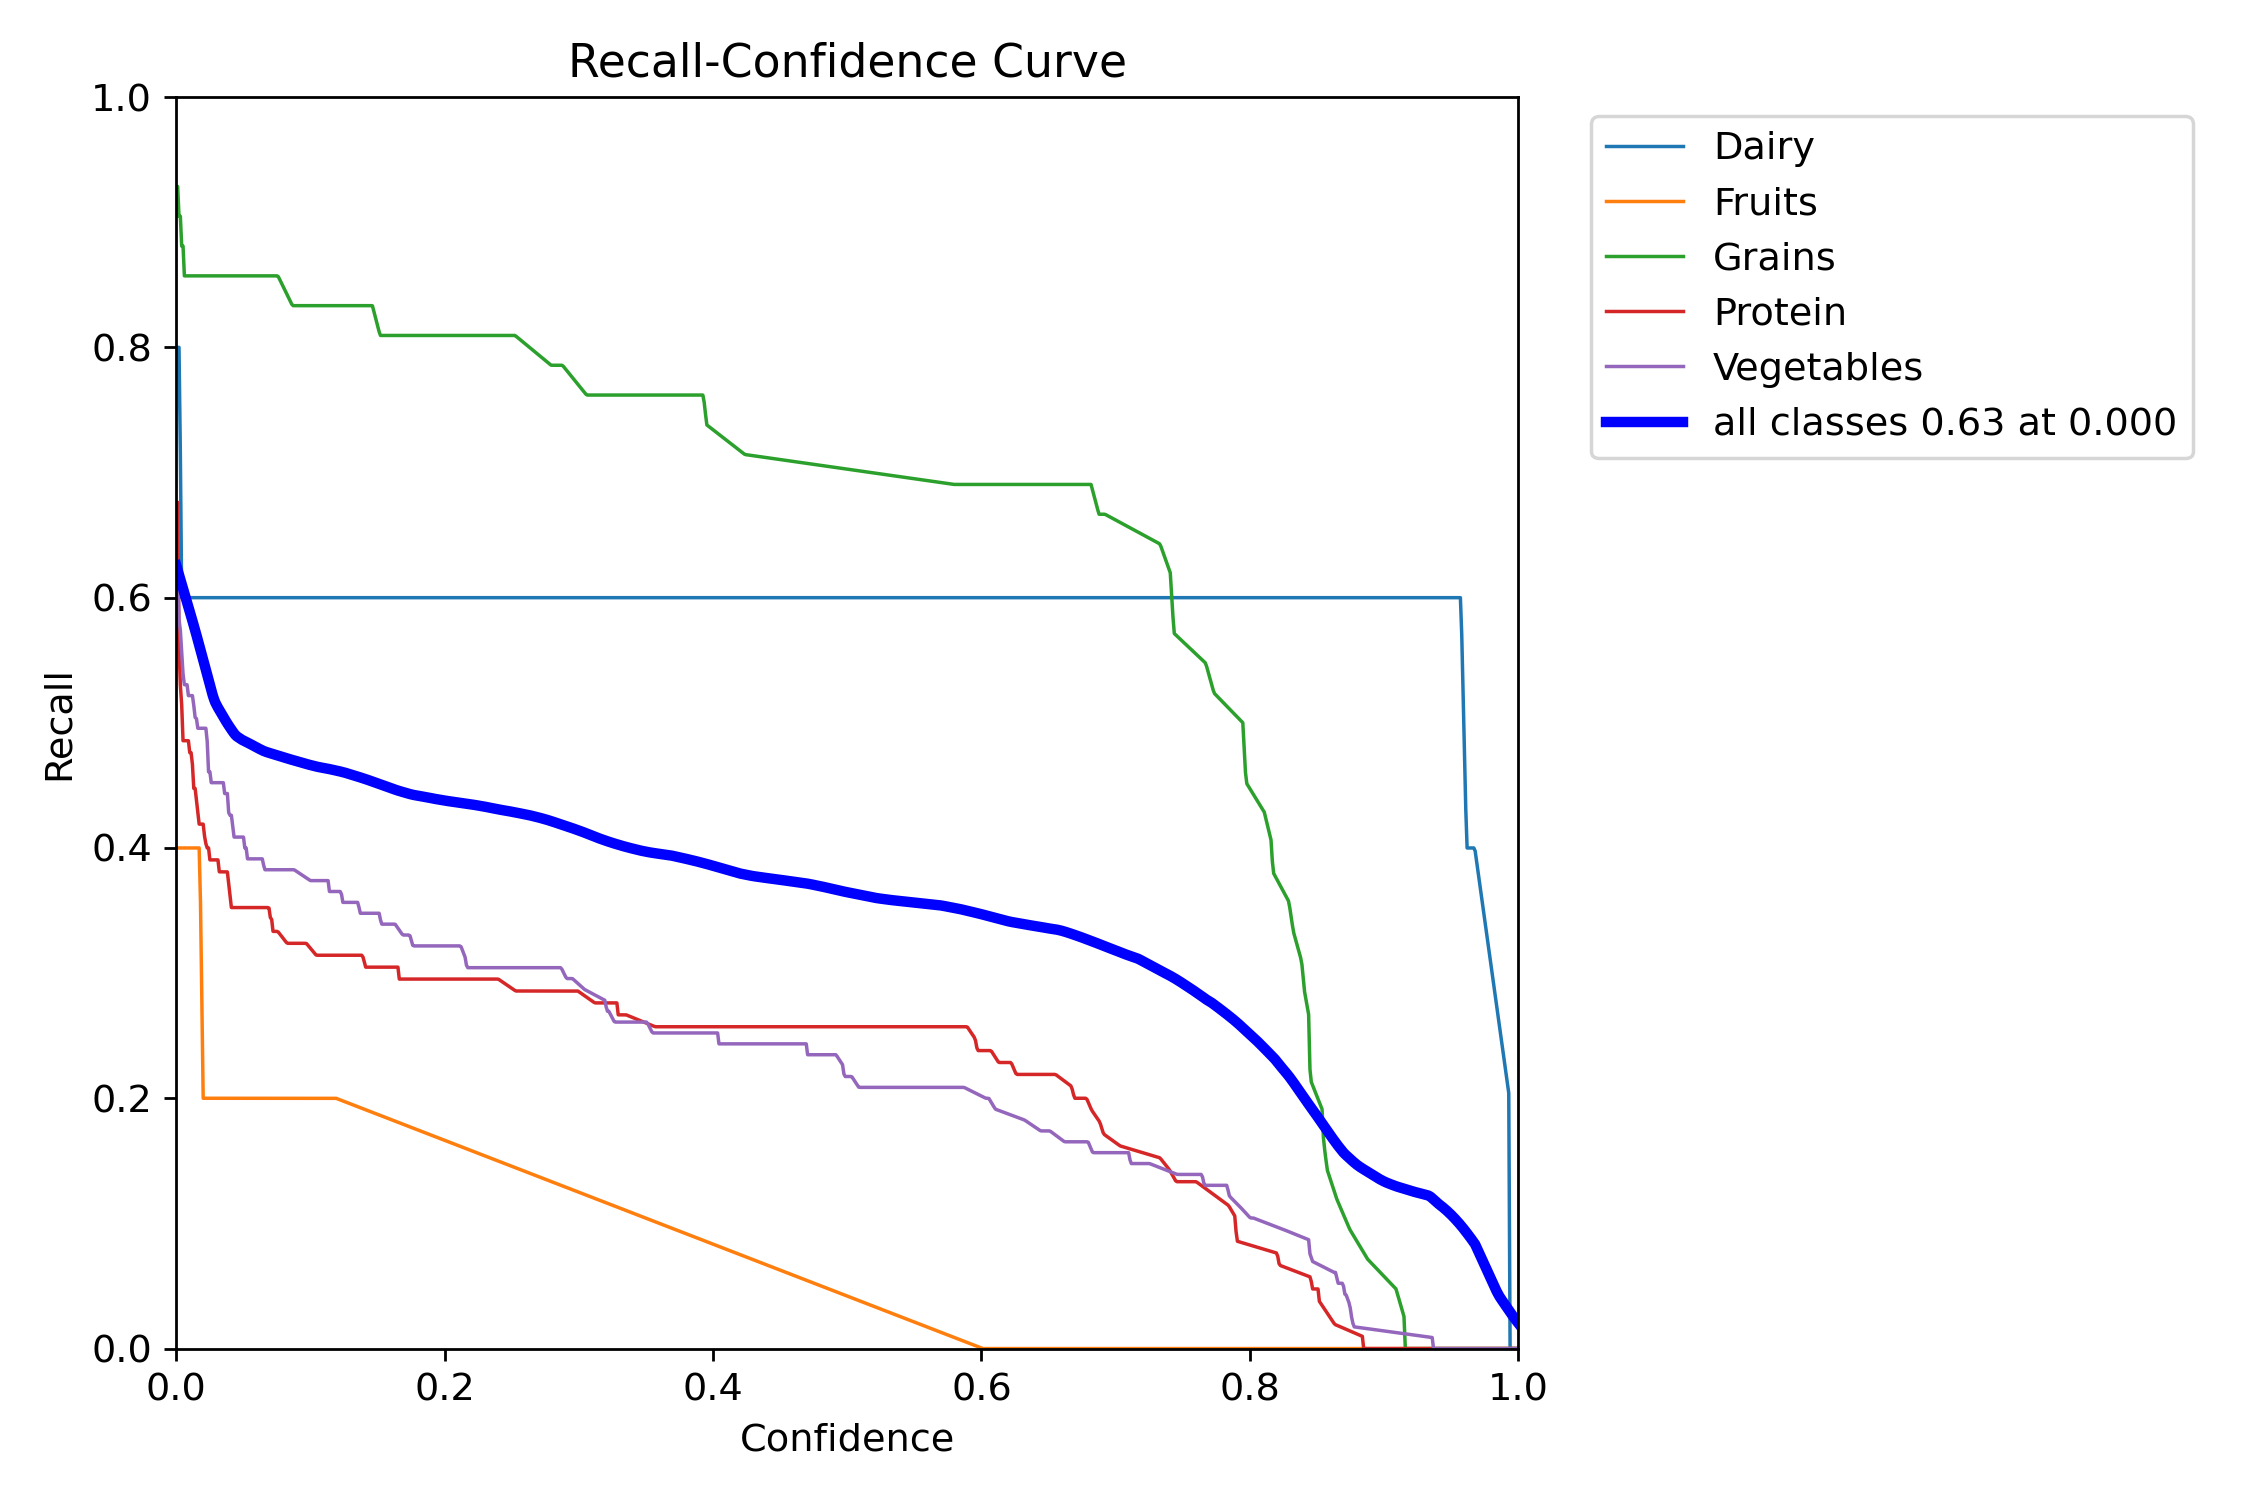 Recall-Confidence Curve
1.0
0.8
0.6
0.4
0.2
0.0
Recall
0.0 0.2 0.4 0.6 0.8 1.0
Confidence
Dairy
Fruits
Grains
Protein
Vegetables
all classes 0.63 at 0.000